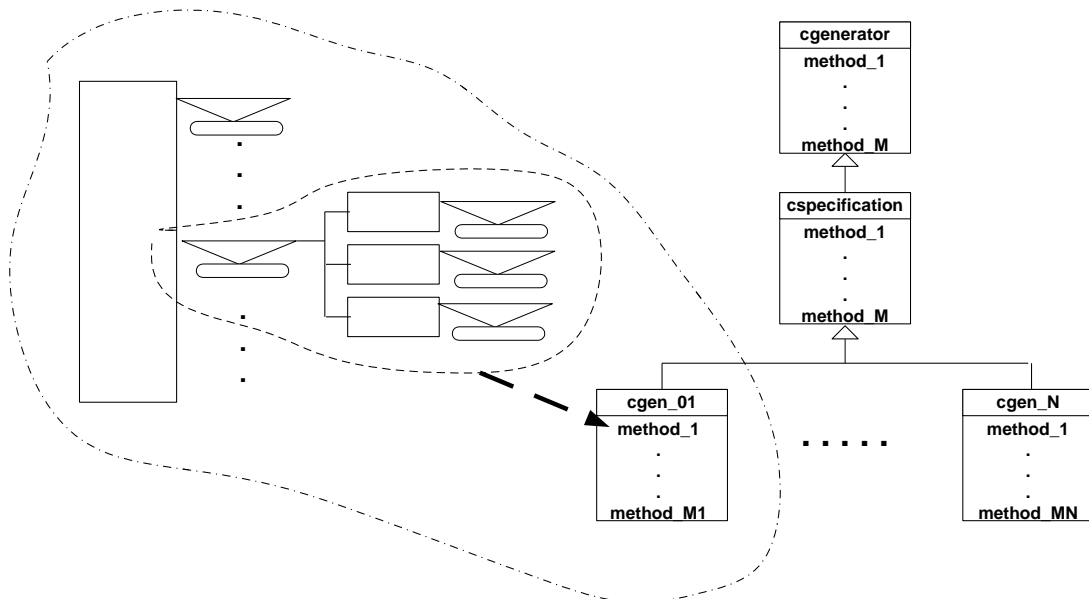 cgenerator
method_1
.
.
.
method_M
cspecification
method_1
.
.
.
method_M
cgen_01
method_1
.
.
.
method_M1
. . . . .
cgen_N
method_1
.
.
.
method_MN